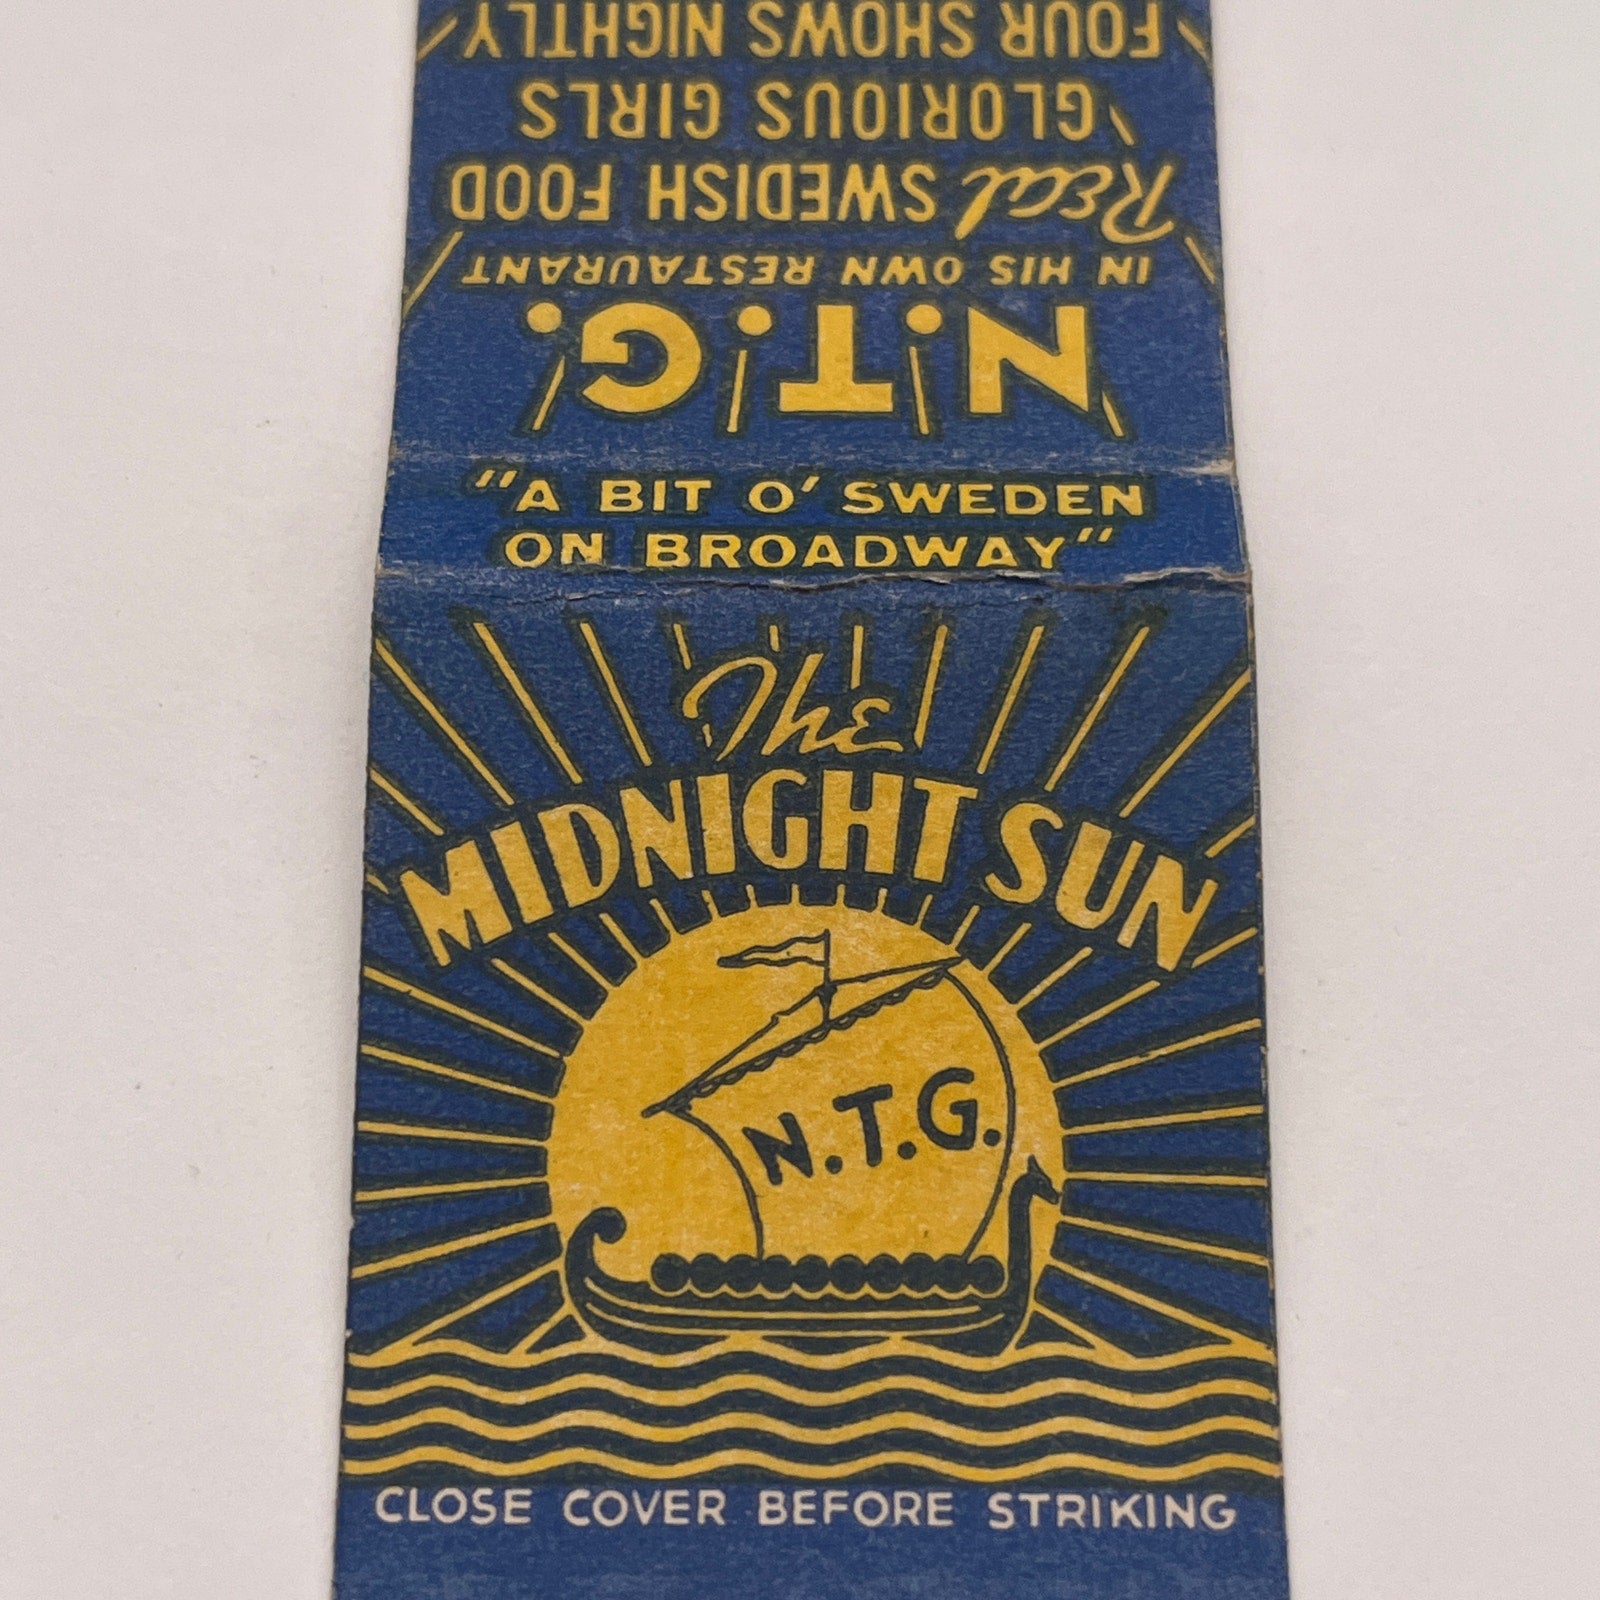 FOUR SHOWS NIGHTLY
GLORIOUS GIRLS
Real SWEDISH FOOD
IN HIS OWN RESTAURANT
N.T.G.
"A BIT O' SWEDEN
ON BROADWAY"
The
MIDNIGHT SUN
N.T.G.
CLOSE COVER BEFORE STRIKING